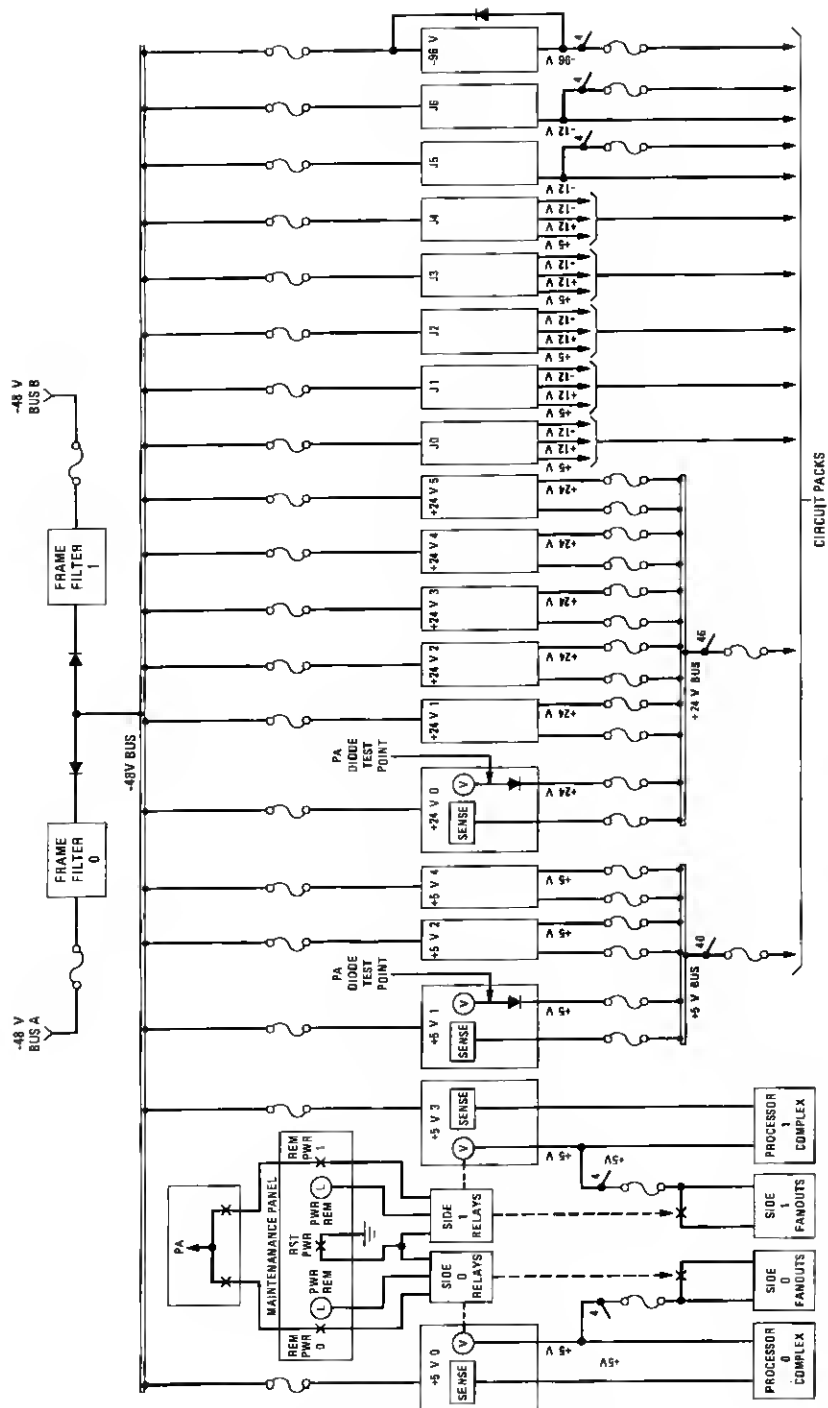 -48 V
BUS A
-48 V
BUS B
FRAME
FILTER
0
FRAME
FILTER
1
-48V BUS
PA
MAINTENANANCE PANEL
REM
PWR
0
REM
PWR
1
L
PWR
REM
RST
PWR
L
PWR
REM
SIDE
0
RELAYS
SIDE
1
RELAYS
+5 V 0
SENSE
V
+5 V
+5V
4
PROCESSOR
0
COMPLEX
SIDE
0
FANOUTS
+5 V 3
SENSE
V
+5 V
+5V
4
SIDE
1
FANOUTS
PROCESSOR
1
COMPLEX
PA
DIODE
TEST
POINT
+5 V 1
SENSE
V
+5 V
+5 V 2
+5 V
+5 V 4
+5 V
+5 V BUS
40
PA
DIODE
TEST
POINT
+24 V 0
SENSE
V
+24 V
+24 V 1
+24 V
+24 V 2
+24 V
+24 V 3
+24 V
+24 V 4
+24 V
+24 V 5
+24 V
+24 V BUS
46
J0
+5 V
+12 V
-12 V
J1
+5 V
+12 V
-12 V
J2
+5 V
+12 V
-12 V
J3
+5 V
+12 V
-12 V
J4
+5 V
+12 V
-12 V
J5
-12 V
4
J6
-12 V
4
-96 V
-96 V
4
CIRCUIT PACKS